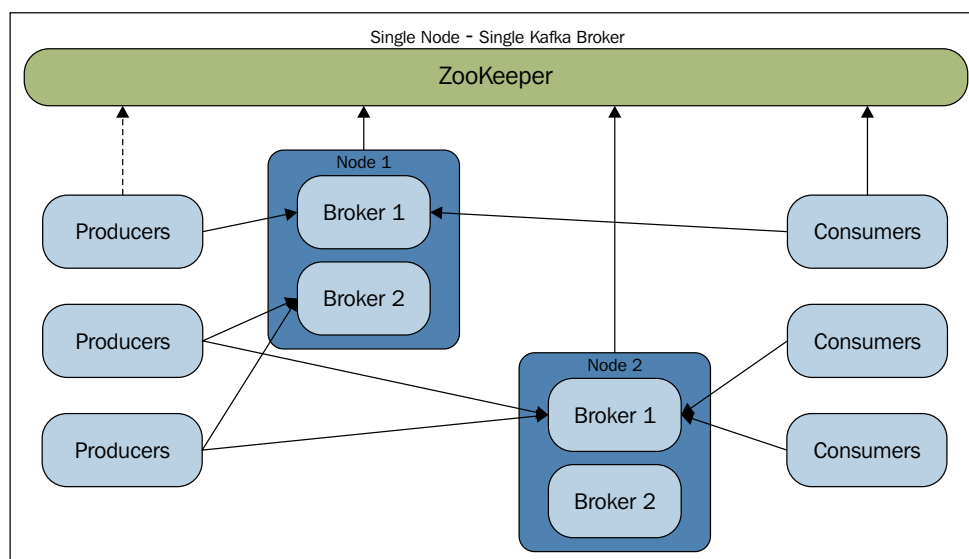 Single Node - Single Kafka Broker
ZooKeeper
Node 1
Producers
Broker 1
Consumers
Broker 2
Producers
Consumers
Node 2
Producers
Broker 1
Consumers
Broker 2